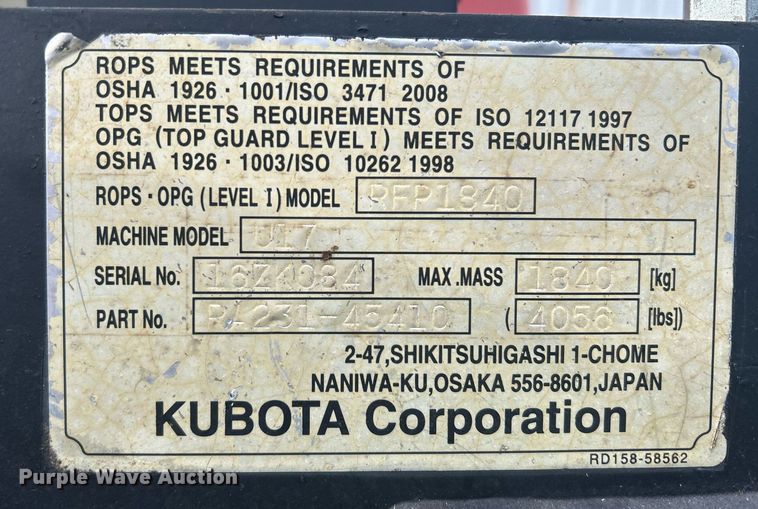 ROPS MEETS REQUIREMENTS OF
OSHA 1926・1001/ISO 3471 2008
TOPS MEETS REQUIREMENTS OF ISO 12117 1997
OPG (TOP GUARD LEVEL I) MEETS REQUIREMENTS OF
OSHA 1926・1003/ISO 10262 1998
ROPS・OPG (LEVEL I) MODEL RFP1840
MACHINE MODEL U17
SERIAL No. 16Z4084 MAX.MASS 1840 [kg]
PART No. RA231-45410 (4056 [lbs])
2-47,SHIKITSUHIGASHI 1-CHOME
NANIWA-KU,OSAKA 556-8601,JAPAN
KUBOTA Corporation
RD158-58562
Purple Wave Auction